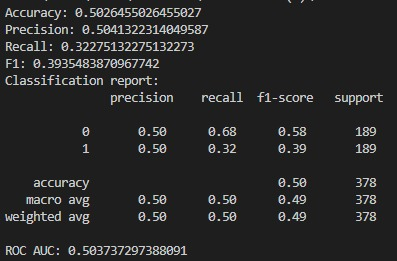 Accuracy: 0.5026455026455027
Precision: 0.5041322314049587
Recall: 0.32275132275132273
F1: 0.3935483870967742
Classification report:
precision recall f1-score support
0 0.50 0.68 0.58 189
1 0.50 0.32 0.39 189
accuracy 0.50 378
macro avg 0.50 0.50 0.49 378
weighted avg 0.50 0.50 0.49 378
ROC AUC: 0.503737297388091